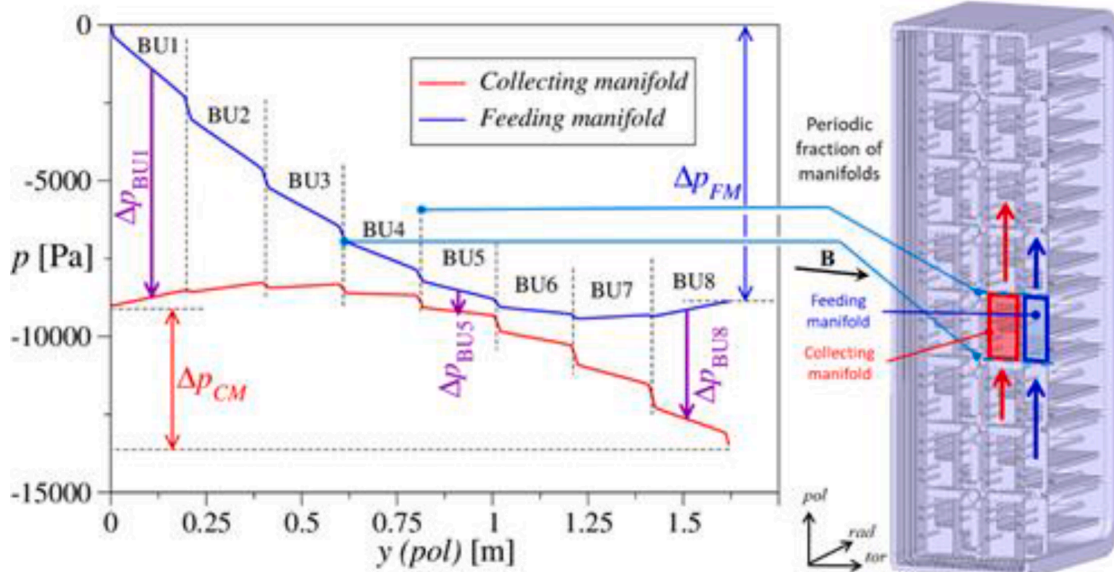 0
-5000
p [Pa]
-10000
-15000
0
0.25
0.5
0.75
1
1.25
1.5
y (pol) [m]
BU1
BU2
BU3
BU4
BU5
BU6
BU7
BU8
Collecting manifold
Feeding manifold
Δp_BU1
Δp_FM
Δp_BU5
Δp_BU8
Δp_CM
Periodic
fraction of
manifolds
B
Feeding
manifold
Collecting
manifold
pol
rad
tor